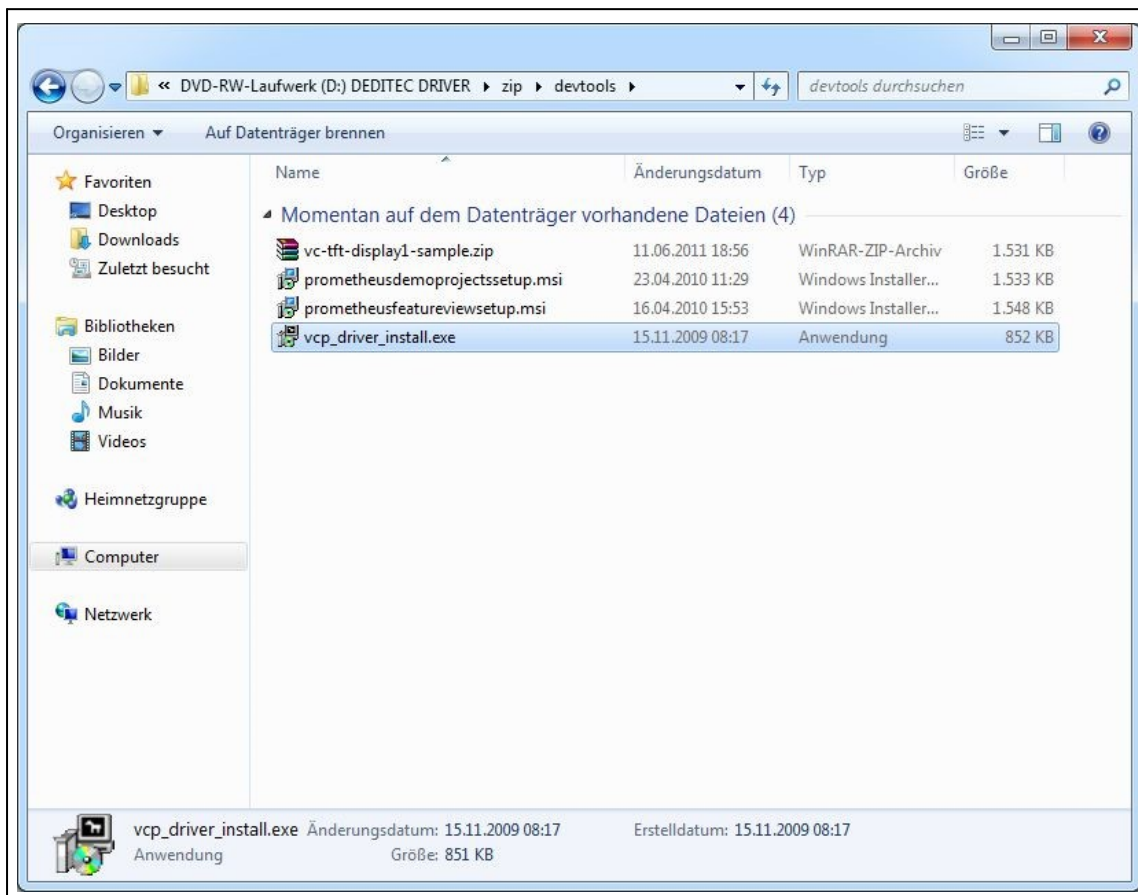 « DVD-RW-Laufwerk (D:) DEDITEC DRIVER ▸ zip ▸ devtools ▸ devtools durchsuchen
Organisieren ▾ Auf Datenträger brennen
Favoriten
Desktop
Downloads
Zuletzt besucht
Bibliotheken
Bilder
Dokumente
Musik
Videos
Heimnetzgruppe
Computer
Netzwerk
Name Änderungsdatum Typ Größe
Momentan auf dem Datenträger vorhandene Dateien (4)
vc-tft-display1-sample.zip 11.06.2011 18:56 WinRAR-ZIP-Archiv 1.531 KB
prometheusdemoprojectssetup.msi 23.04.2010 11:29 Windows Installer... 1.533 KB
prometheusfeatureviewsetup.msi 16.04.2010 15:53 Windows Installer... 1.548 KB
vcp_driver_install.exe 15.11.2009 08:17 Anwendung 852 KB
vcp_driver_install.exe Änderungsdatum: 15.11.2009 08:17 Erstelldatum: 15.11.2009 08:17
Anwendung Größe: 851 KB